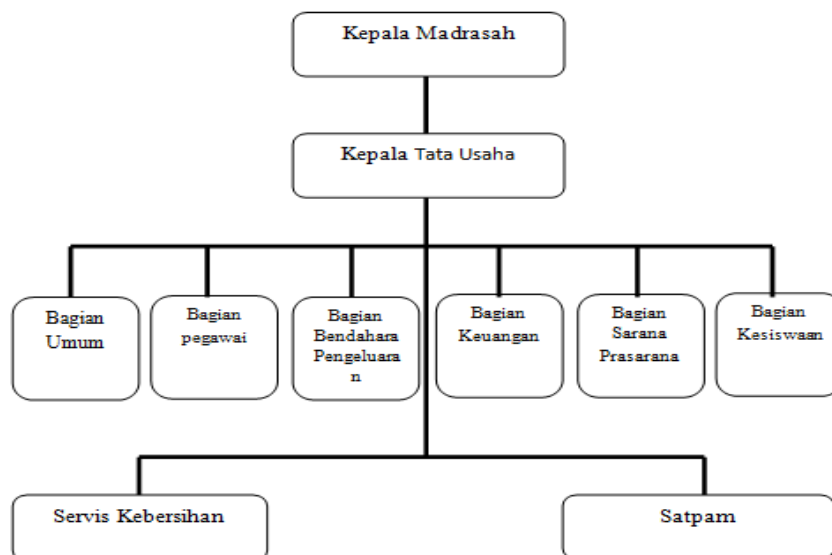 Kepala Madrasah
Kepala Tata Usaha
Bagian
Umum
Bagian
pegawai
Bagian
Bendahara
Pengeluara
n
Bagian
Keuangan
Bagian
Sarana
Prasarana
Bagian
Kesiswaan
Servis Kebersihan
Satpam